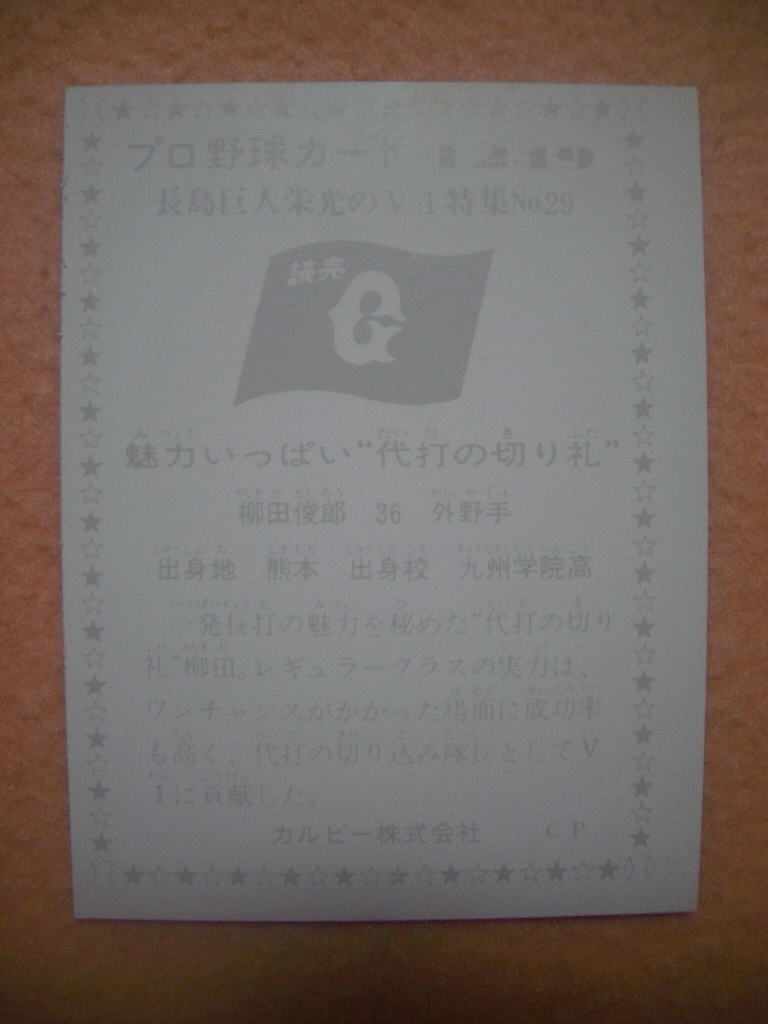 プロ野球カード 1219
長島巨人栄光のV1特集No.29
読売
G
魅力いっぱい“代打の切り礼”
柳田俊郎 36 外野手
出身地 熊本 出身校 九州学院高
一発長打の魅力を秘めた“代打の切り
礼”柳田。レギュラークラスの実力は、
ワンチャンスがかかった場面に成功率
も高く、代打の切り込み隊長としてV
1に貢献した。
カルビー株式会社 CP